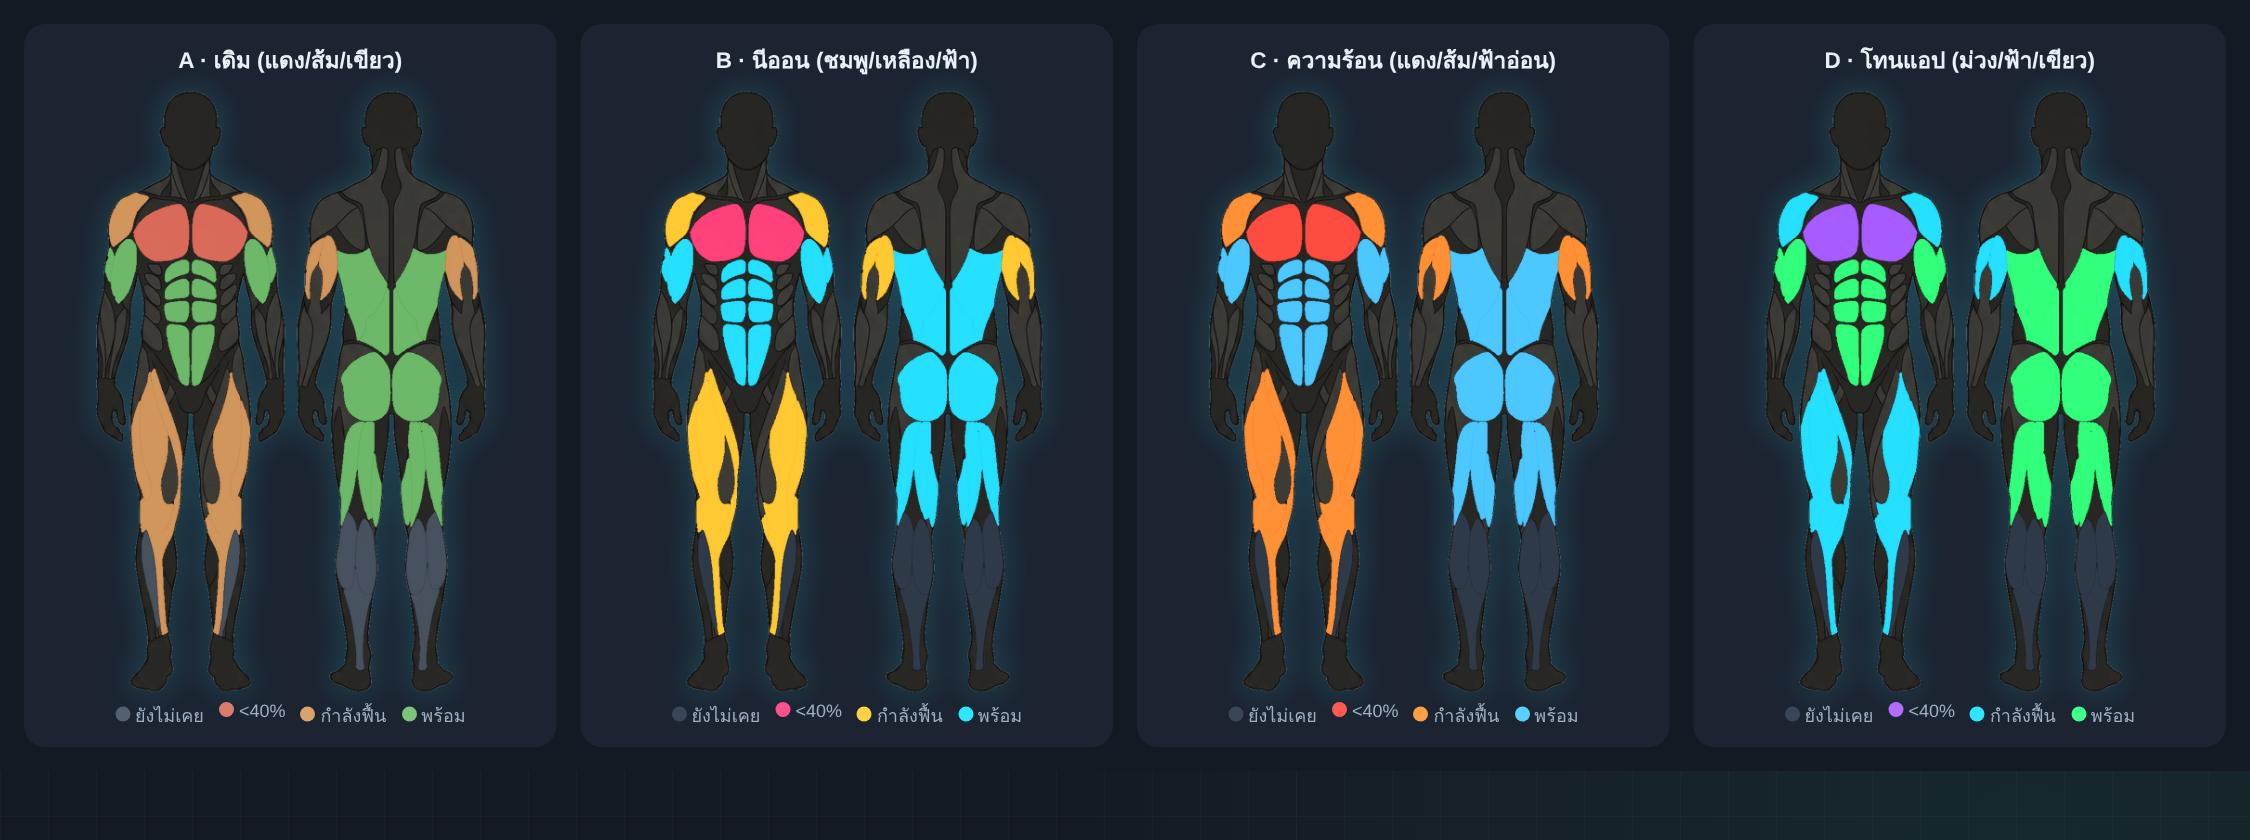 A · เดิม (แดง/ส้ม/เขียว)
ยังไม่เคย <40% กำลังฟื้น พร้อม
B · นีออน (ชมพู/เหลือง/ฟ้า)
ยังไม่เคย <40% กำลังฟื้น พร้อม
C · ความร้อน (แดง/ส้ม/ฟ้าอ่อน)
ยังไม่เคย <40% กำลังฟื้น พร้อม
D · โทนแอป (ม่วง/ฟ้า/เขียว)
ยังไม่เคย <40% กำลังฟื้น พร้อม